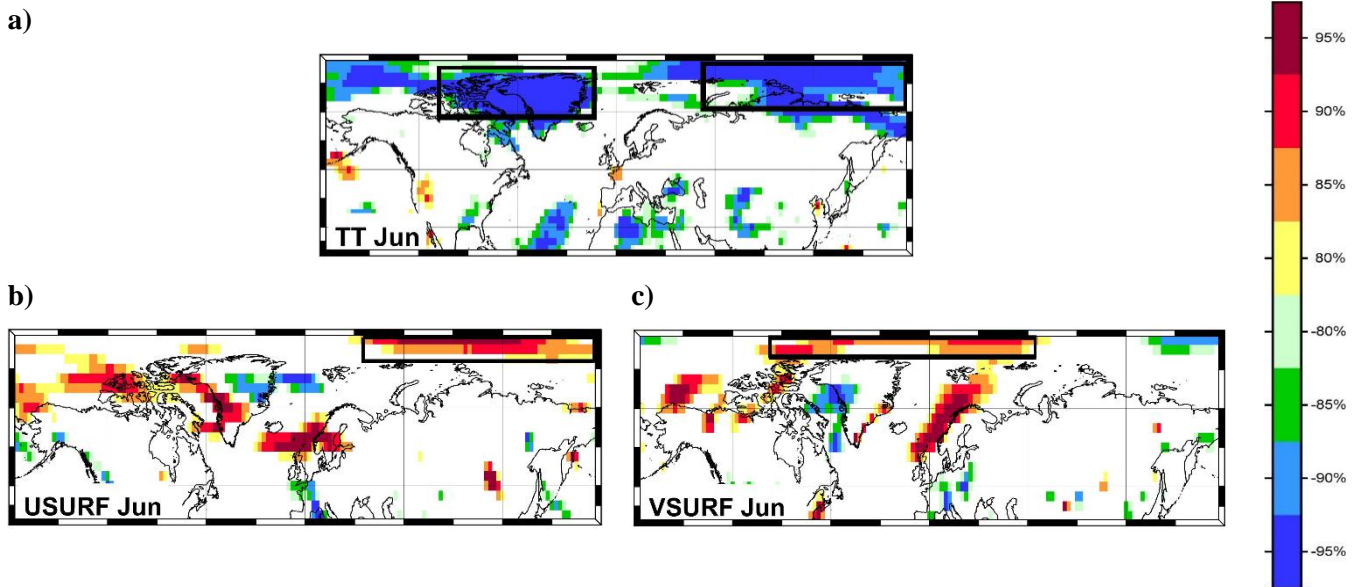 a)
TT Jun
b)
USURF Jun
c)
VSURF Jun
95%
90%
85%
80%
-80%
-85%
-90%
-95%